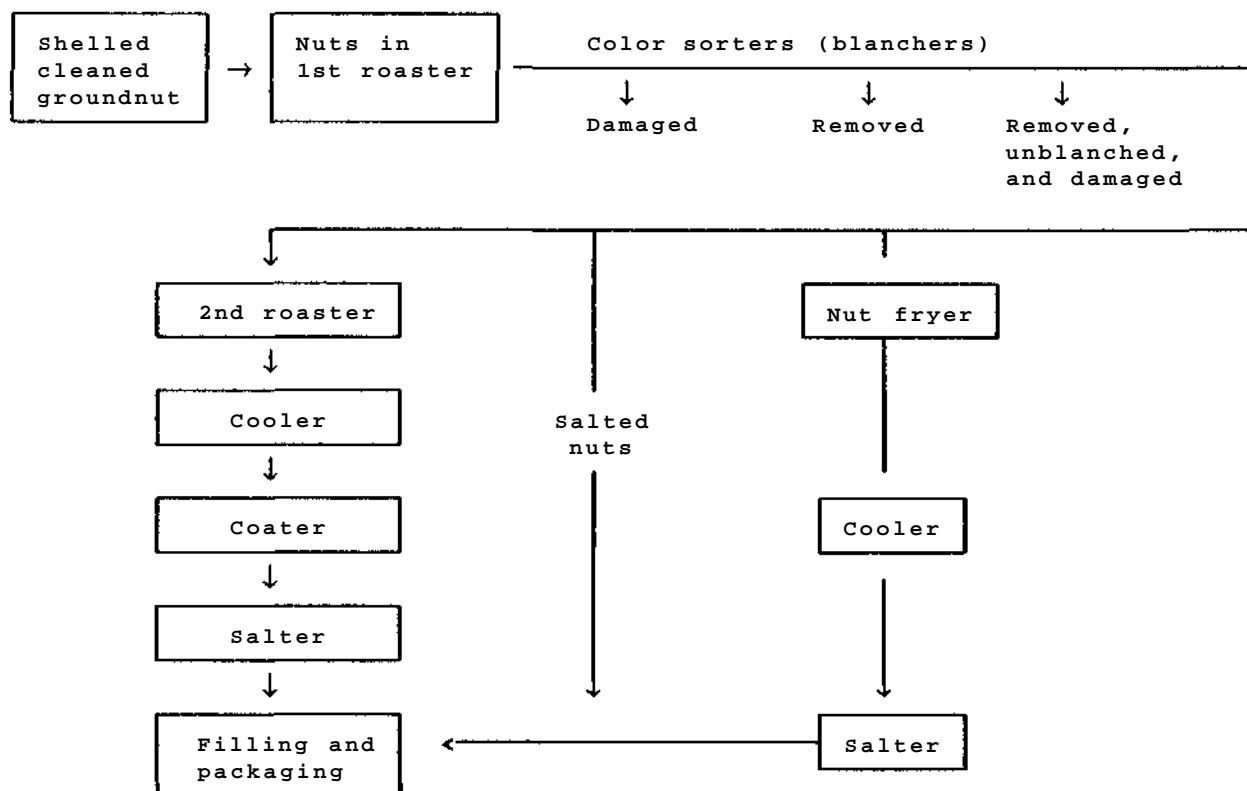 Shelled
cleaned
groundnut
→
Nuts in
1st roaster
Color sorters (blanchers)
Damaged
Removed
Removed,
unblanched,
and damaged
2nd roaster
Nut fryer
Cooler
Salted
nuts
Coater
Cooler
Salter
Filling and
packaging
Salter